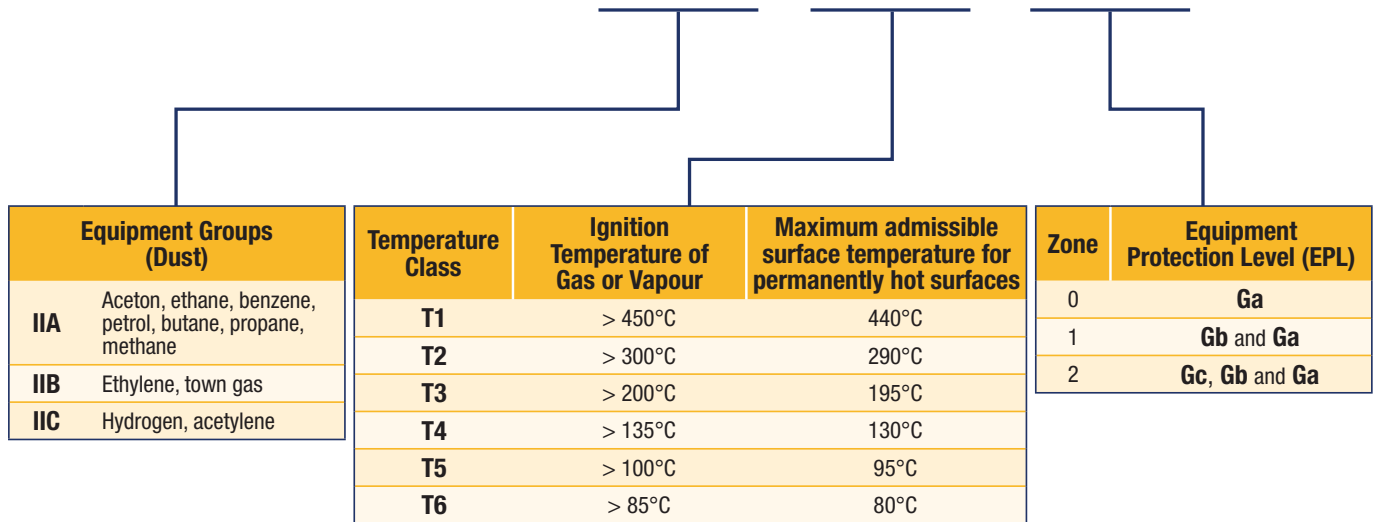 Equipment Groups
(Dust)
IIA Aceton, ethane, benzene,
petrol, butane, propane,
methane
IIB Ethylene, town gas
IIC Hydrogen, acetylene
Temperature
Class
Ignition
Temperature of
Gas or Vapour
Maximum admissible
surface temperature for
permanently hot surfaces
T1 > 450°C 440°C
T2 > 300°C 290°C
T3 > 200°C 195°C
T4 > 135°C 130°C
T5 > 100°C 95°C
T6 > 85°C 80°C
Zone
Equipment
Protection Level (EPL)
0 Ga
1 Gb and Ga
2 Gc, Gb and Ga